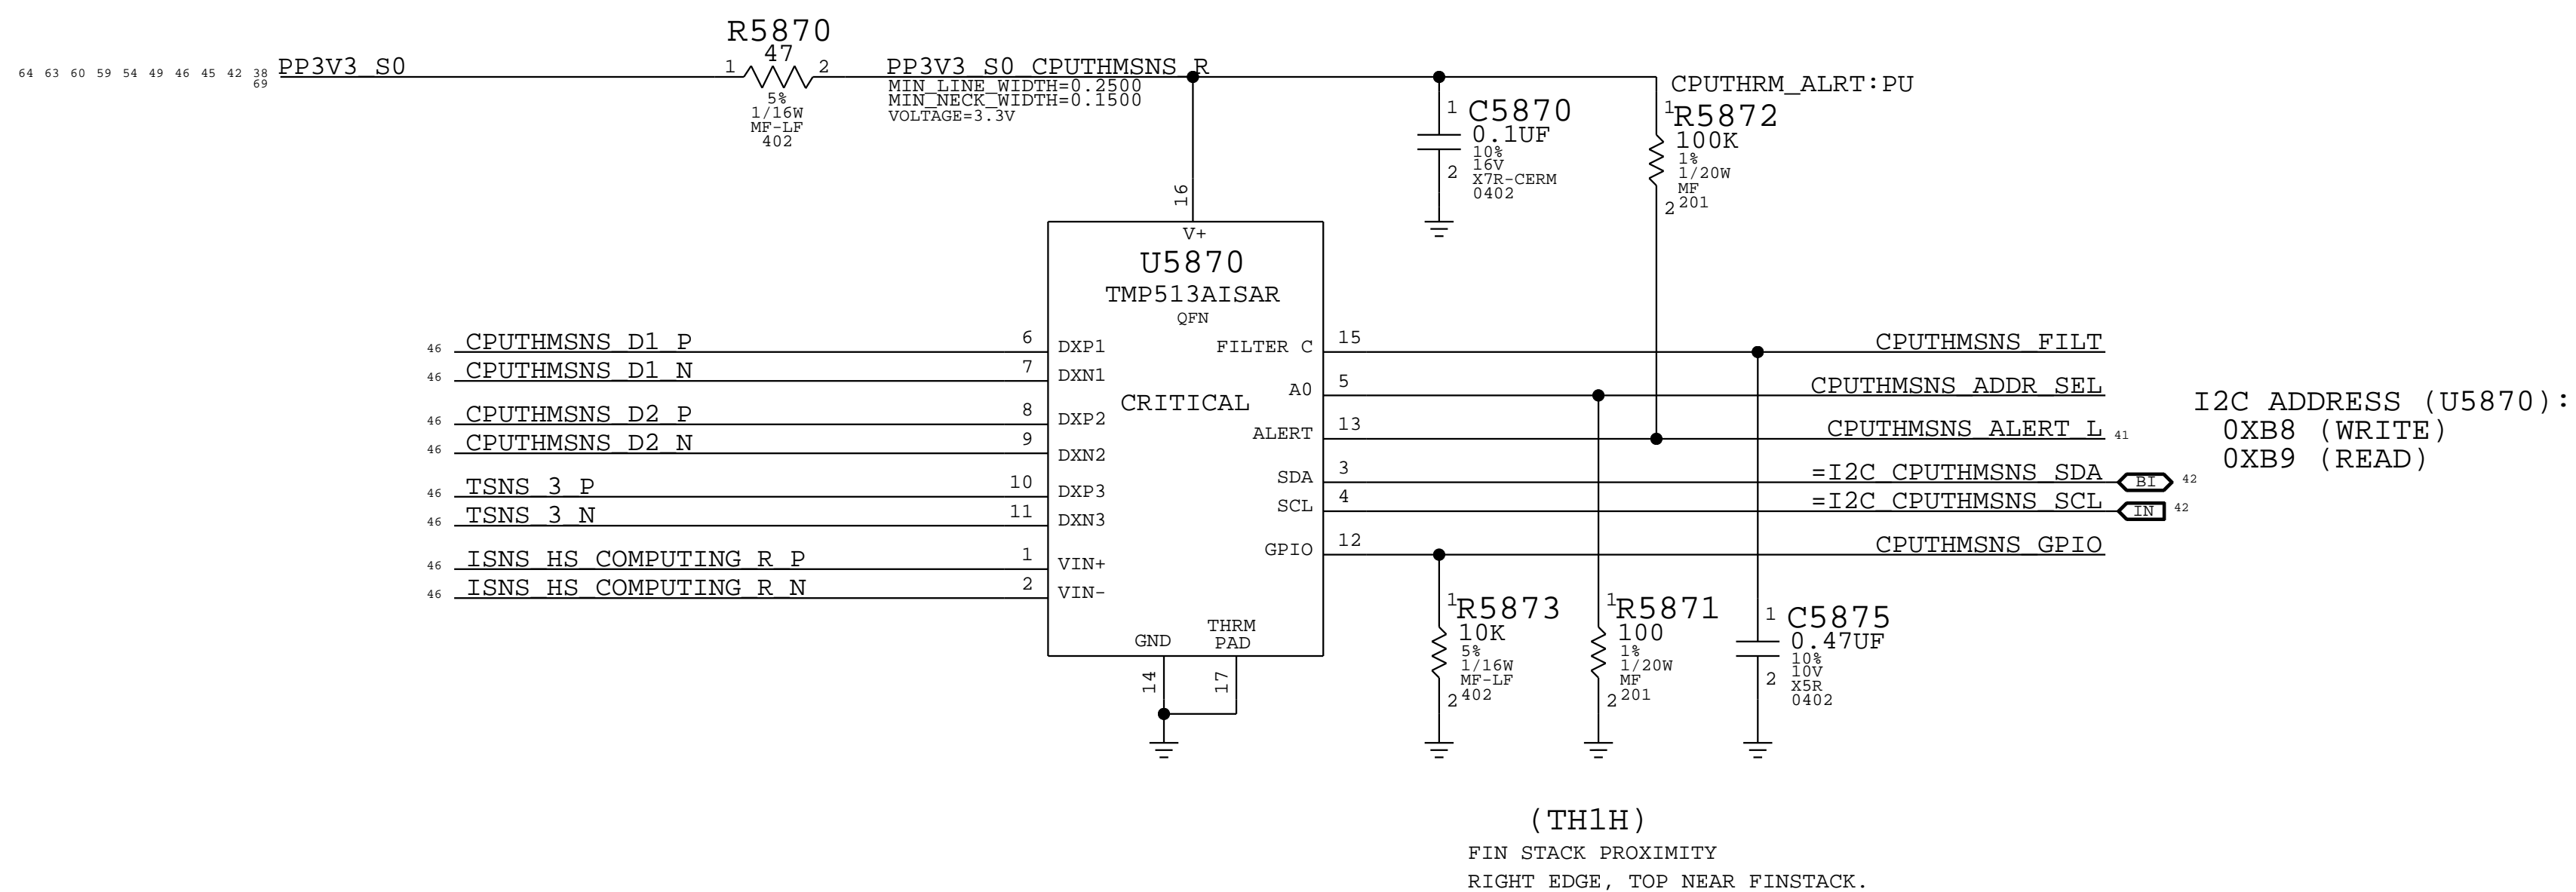 R5870
47
64 63 60 59 54 49 46 45 42 38
69
PP3V3_S0
1
2
5%
1/16W
MF-LF
402
PP3V3_S0_CPUTHMSNS_R
MIN_LINE_WIDTH=0.2500
MIN_NECK_WIDTH=0.1500
VOLTAGE=3.3V
1
C5870
0.1UF
10%
16V
2
X7R-CERM
0402
CPUTHRM_ALRT:PU
1
R5872
100K
1%
1/20W
MF
2
201
16
V+
U5870
TMP513AISAR
QFN
CRITICAL
46 CPUTHMSNS_D1_P 6 DXP1
46 CPUTHMSNS_D1_N 7 DXN1
46 CPUTHMSNS_D2_P 8 DXP2
46 CPUTHMSNS_D2_N 9 DXN2
46 TSNS_3_P 10 DXP3
46 TSNS_3_N 11 DXN3
46 ISNS_HS_COMPUTING_R_P 1 VIN+
46 ISNS_HS_COMPUTING_R_N 2 VIN-
FILTER C 15 CPUTHMSNS_FILT
A0 5 CPUTHMSNS_ADDR_SEL
ALERT 13 CPUTHMSNS_ALERT_L 41
SDA 3 =I2C_CPUTHMSNS_SDA BI 42
SCL 4 =I2C_CPUTHMSNS_SCL IN 42
GPIO 12 CPUTHMSNS_GPIO
I2C ADDRESS (U5870):
0XB8 (WRITE)
0XB9 (READ)
GND
THRM
PAD
14
17
1
R5873
10K
5%
1/16W
MF-LF
2
402
1
R5871
100
1%
1/20W
MF
2
201
1
C5875
0.47UF
10%
10V
2
X5R
0402
(TH1H)
FIN STACK PROXIMITY
RIGHT EDGE, TOP NEAR FINSTACK.